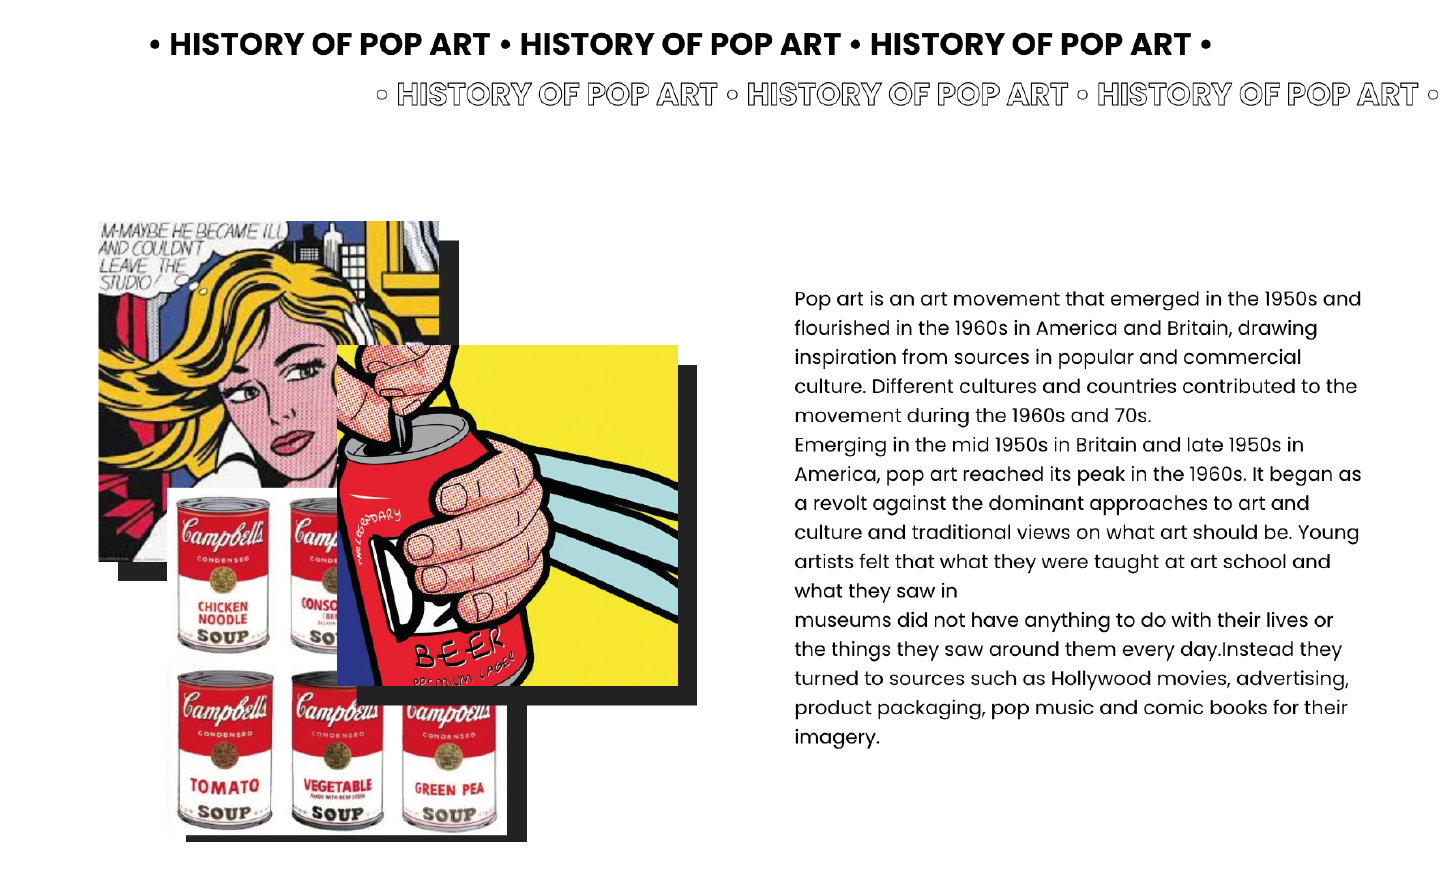 • HISTORY OF POP ART • HISTORY OF POP ART • HISTORY OF POP ART •
◦ HISTORY OF POP ART ◦ HISTORY OF POP ART ◦ HISTORY OF POP ART ◦
M-MAYBE HE BECAME ILL
AND COULDN'T
LEAVE THE
STUDIO!
Pop art is an art movement that emerged in the 1950s and
flourished in the 1960s in America and Britain, drawing
inspiration from sources in popular and commercial
culture. Different cultures and countries contributed to the
movement during the 1960s and 70s.
Emerging in the mid 1950s in Britain and late 1950s in
America, pop art reached its peak in the 1960s. It began as
a revolt against the dominant approaches to art and
culture and traditional views on what art should be. Young
artists felt that what they were taught at art school and
what they saw in
museums did not have anything to do with their lives or
the things they saw around them every day.Instead they
turned to sources such as Hollywood movies, advertising,
product packaging, pop music and comic books for their
imagery.
BEER
PREMIUM LAGER
Campbell's
CONDENSED
CHICKEN
NOODLE
SOUP
Camp
CON
CONSO
SO
Campbell's Campbell's Campbell's
CONDENSED CONDENSED CONDENSED
TOMATO VEGETABLE GREEN PEA
MADE WITH BEEF STOCK
SOUP SOUP SOUP